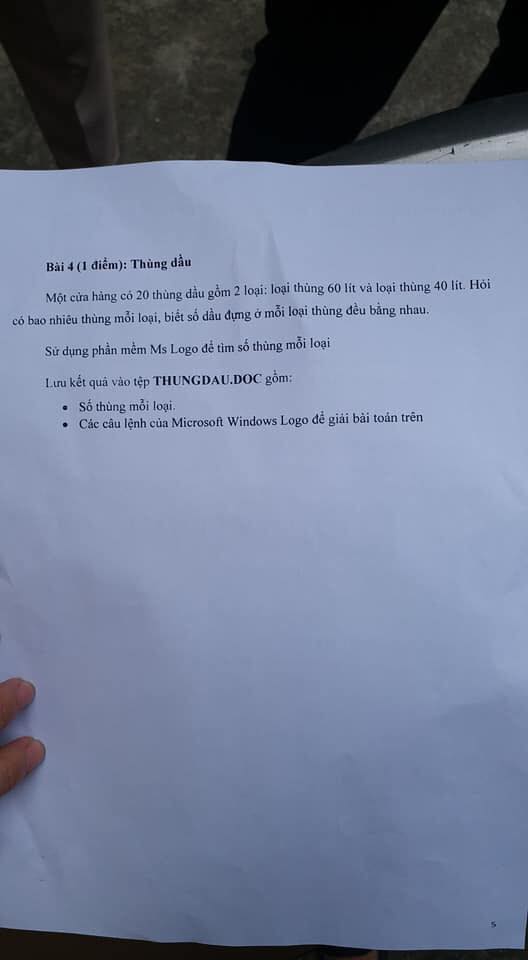 Bài 4 (1 điểm): Thùng dầu
Một cửa hàng có 20 thùng dầu gồm 2 loại: loại thùng 60 lít và loại thùng 40 lít. Hỏi
có bao nhiêu thùng mỗi loại, biết số dầu đựng ở mỗi loại thùng đều bằng nhau.
Sử dụng phần mềm Ms Logo để tìm số thùng mỗi loại
Lưu kết quả vào tệp THUNGDAU.DOC gồm:
• Số thùng mỗi loại.
• Các câu lệnh của Microsoft Windows Logo để giải bài toán trên
5